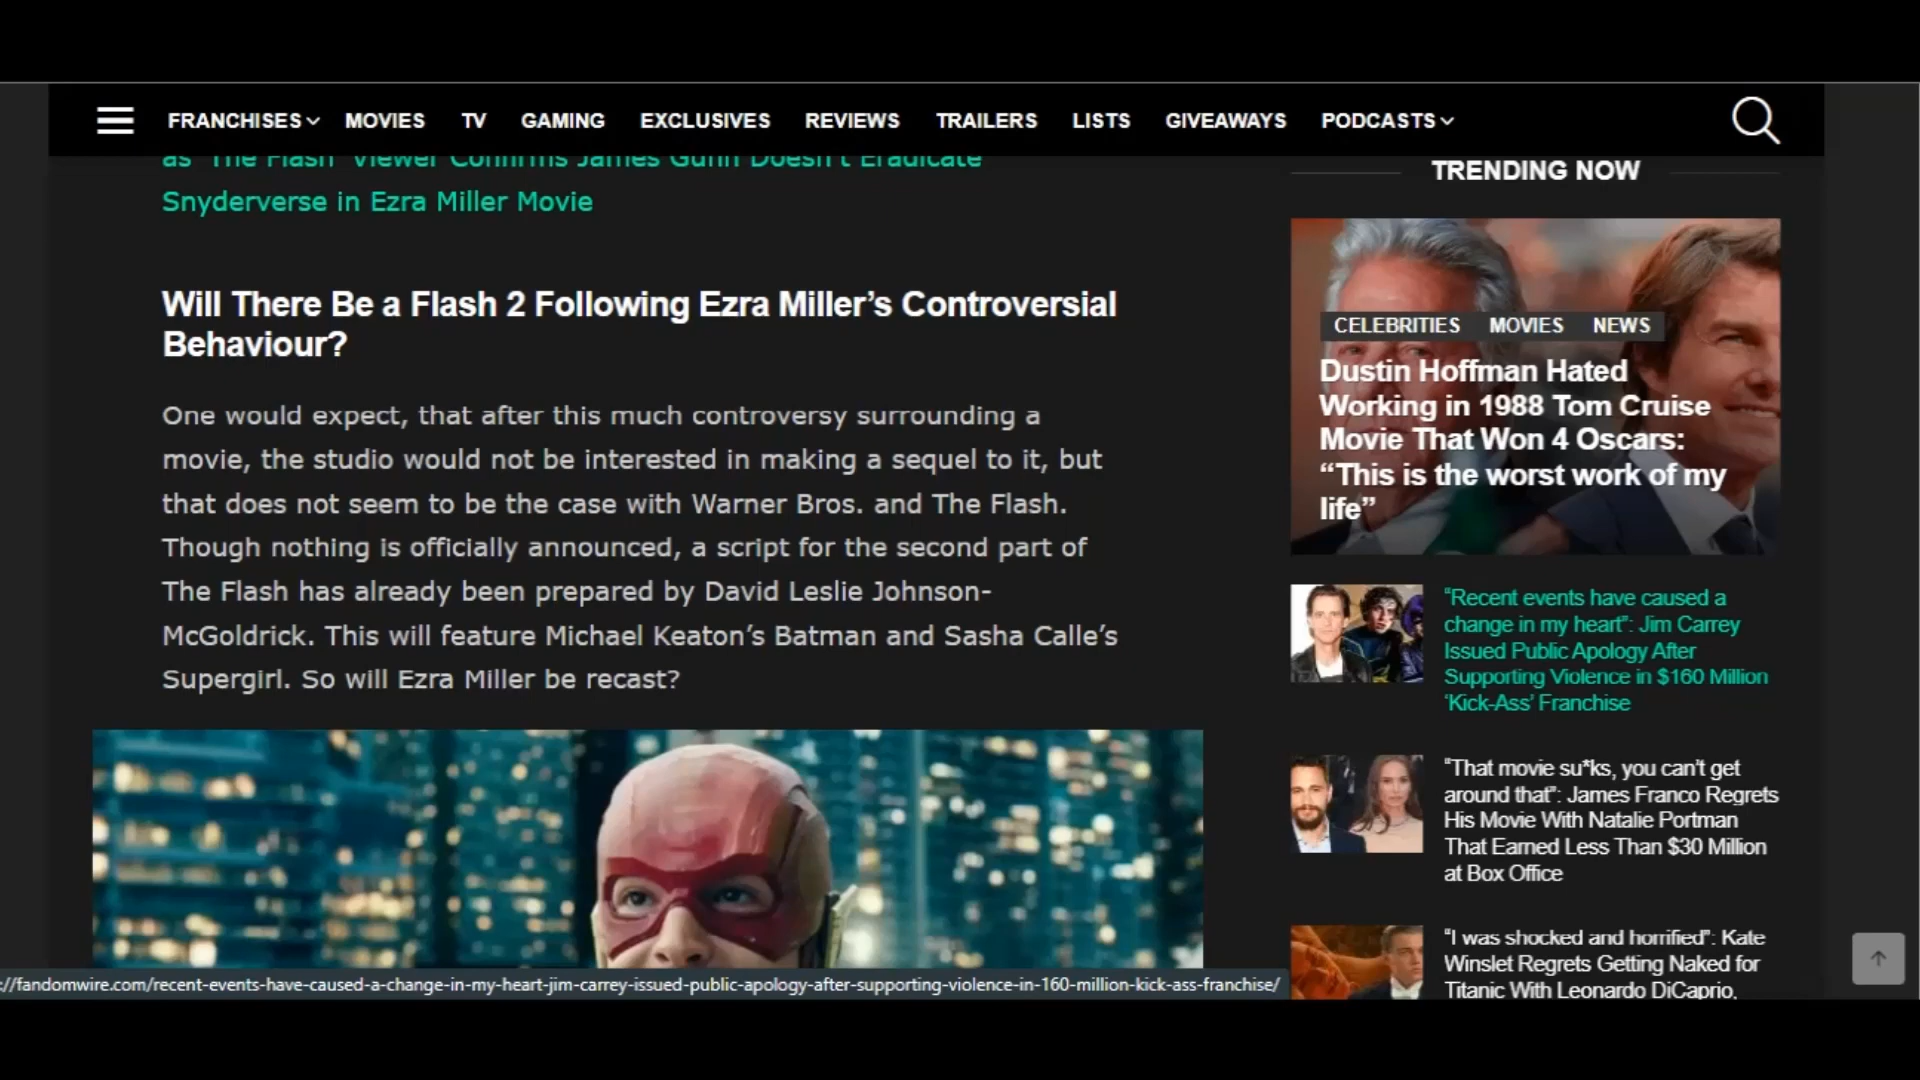 FRANCHISES MOVIES TV GAMING EXCLUSIVES REVIEWS TRAILERS LISTS GIVEAWAYS PODCASTS
as 'The Flash' Viewer Confirms James Gunn Doesn't Eradicate
Snyderverse in Ezra Miller Movie
Will There Be a Flash 2 Following Ezra Miller’s Controversial
Behaviour?
One would expect, that after this much controversy surrounding a
movie, the studio would not be interested in making a sequel to it, but
that does not seem to be the case with Warner Bros. and The Flash.
Though nothing is officially announced, a script for the second part of
The Flash has already been prepared by David Leslie Johnson-
McGoldrick. This will feature Michael Keaton’s Batman and Sasha Calle’s
Supergirl. So will Ezra Miller be recast?
TRENDING NOW
CELEBRITIES MOVIES NEWS
Dustin Hoffman Hated
Working in 1988 Tom Cruise
Movie That Won 4 Oscars:
“This is the worst work of my
life”
“Recent events have caused a
change in my heart”: Jim Carrey
Issued Public Apology After
Supporting Violence in $160 Million
‘Kick-Ass’ Franchise
“That movie su*ks, you can’t get
around that”: James Franco Regrets
His Movie With Natalie Portman
That Earned Less Than $30 Million
at Box Office
“I was shocked and horrified”: Kate
Winslet Regrets Getting Naked for
Titanic With Leonardo DiCaprio,
://fandomwire.com/recent-events-have-caused-a-change-in-my-heart-jim-carrey-issued-public-apology-after-supporting-violence-in-160-million-kick-ass-franchise/